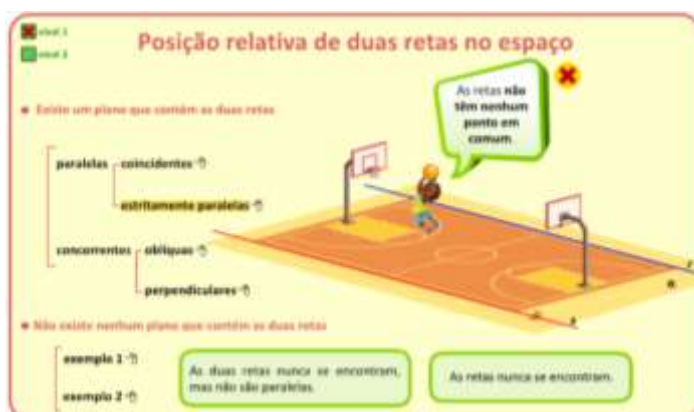 nível 1
nível 2
Posição relativa de duas retas no espaço
As retas não
têm nenhum
ponto em
comum.
Existe um plano que contém as duas retas
paralelas
coincidentes
estritamente paralelas
concorrentes
oblíquas
perpendiculares
r
s
Não existe nenhum plano que contém as duas retas
exemplo 1
exemplo 2
As duas retas nunca se encontram,
mas não são paralelas.
As retas nunca se encontram.